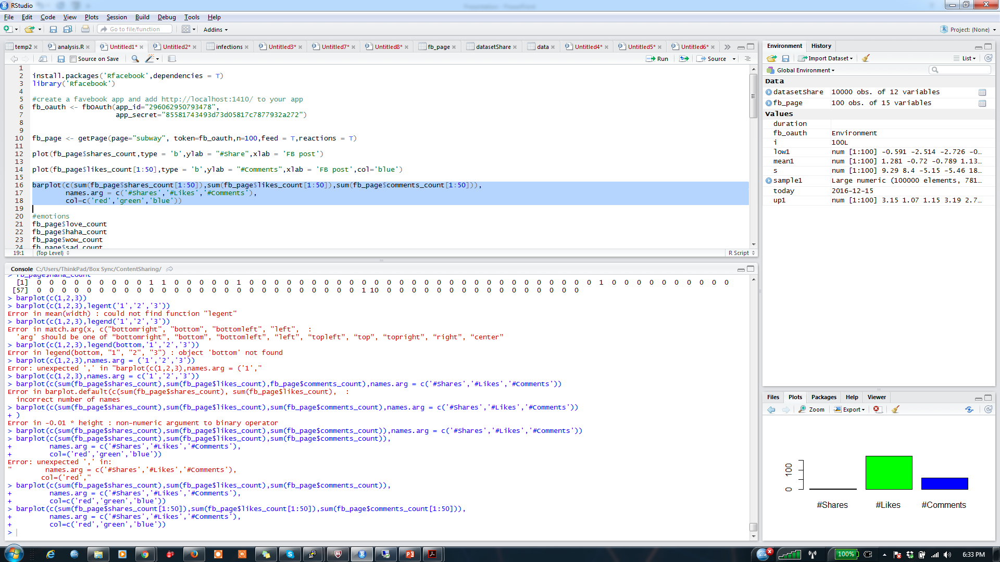 RStudio
File Edit Code View Plots Session Build Debug Tools Help
Go to file/function Addins Project: (None)
temp2 analysis.R Untitled1* Untitled2* infections Untitled3* Untitled7* Untitled8* fb_page datasetShare data Untitled4* Untitled5* Untitled6*
Source on Save Run Source
1
2 install.packages('Rfacebook',dependencies = T)
3 library('Rfacebook')
4
5 #create a favebook app and add http://localhost:1410/ to your app
6 fb_oauth <- fbOAuth(app_id="296062950793478",
7 app_secret="85581743493d73d05817c7877932a272")
8
9
10 fb_page <- getPage(page="subway", token=fb_oauth,n=100,feed = T,reactions = T)
11
12 plot(fb_page$shares_count,type = 'b',ylab = "#Share",xlab = 'FB post')
13
14 plot(fb_page$likes_count[1:50],type = 'b',ylab = "#Comments",xlab = 'FB post',col='blue')
15
16 barplot(c(sum(fb_page$shares_count[1:50]),sum(fb_page$likes_count[1:50]),sum(fb_page$comments_count[1:50])),
17 names.arg = c('#Shares','#Likes','#Comments'),
18 col=c('red','green','blue'))
19
20 #emotions
21 fb_page$love_count
22 fb_page$haha_count
23 fb_page$wow_count
24 fb_page$sad_count
19:1 (Top Level) R Script
Console C:/Users/ThinkPad/Box Sync/ContentSharing/
> fb_page$haha_count
[1] 0 0 0 0 0 0 0 0 0 1 1 0 0 0 0 0 1 0 0 0 0 0 0 0 0 0 0 0 0 0 0 0 0 0 0 0 0 0 0 0 0 0 0 0 0 1 0 0 0 0 0 0 0 0 0 0
[57] 0 0 0 0 0 0 0 0 0 0 0 0 0 0 0 0 0 0 0 0 0 0 0 0 0 0 1 10 0 0 0 0 0 0 0 0 0 0 0 0 0 0 0 0
> barplot(c(1,2,3))
> barplot(c(1,2,3),legent('1','2','3'))
Error in mean(width) : could not find function "legent"
> barplot(c(1,2,3),legend('1','2','3'))
Error in match.arg(x, c("bottomright", "bottom", "bottomleft", "left", :
'arg' should be one of “bottomright”, “bottom”, “bottomleft”, “left”, “topleft”, “top”, “topright”, “right”, “center”
> barplot(c(1,2,3),legend(bottom,'1','2','3'))
Error in legend(bottom, "1", "2", "3") : object 'bottom' not found
> barplot(c(1,2,3),names.arg = ('1','2','3'))
Error: unexpected ',' in "barplot(c(1,2,3),names.arg = ('1',"
> barplot(c(1,2,3),names.arg = c('1','2','3'))
> barplot(c(sum(fb_page$shares_count),sum(fb_page$likes_count),fb_page$comments_count),names.arg = c('#Shares','#Likes','#Comments'))
Error in barplot.default(c(sum(fb_page$shares_count), sum(fb_page$likes_count), :
incorrect number of names
> barplot(c(sum(fb_page$shares_count),sum(fb_page$likes_count),sum(fb_page$comments_count),names.arg = c('#Shares','#Likes','#Comments'))
+ )
Error in -0.01 * height : non-numeric argument to binary operator
> barplot(c(sum(fb_page$shares_count),sum(fb_page$likes_count),sum(fb_page$comments_count)),names.arg = c('#Shares','#Likes','#Comments'))
> barplot(c(sum(fb_page$shares_count),sum(fb_page$likes_count),sum(fb_page$comments_count)),
+ names.arg = c('#Shares','#Likes','#Comments'),
+ col=('red','green','blue'))
Error: unexpected ',' in:
" names.arg = c('#Shares','#Likes','#Comments'),
col=('red',"
> barplot(c(sum(fb_page$shares_count),sum(fb_page$likes_count),sum(fb_page$comments_count)),
+ names.arg = c('#Shares','#Likes','#Comments'),
+ col=c('red','green','blue'))
> barplot(c(sum(fb_page$shares_count[1:50]),sum(fb_page$likes_count[1:50]),sum(fb_page$comments_count[1:50])),
+ names.arg = c('#Shares','#Likes','#Comments'),
+ col=c('red','green','blue'))
>
Environment History
Import Dataset List
Global Environment
Data
datasetShare 10000 obs. of 12 variables
fb_page 100 obs. of 15 variables
Values
duration
fb_oauth Environment
i 100L
low1 num [1:100] -0.591 -2.514 -2.726 -0…
mean1 num [1:100] 1.281 -0.72 -0.789 1.13…
s num [1:100] 9.29 8.4 -5.15 -5.46 18…
sample1 Large numeric (100000 elements, 781…
today 2016-12-15
up1 num [1:100] 3.15 1.07 1.15 3.19 2.7…
Files Plots Packages Help Viewer
Zoom Export
0 100
#Shares #Likes #Comments
100% 6:33 PM